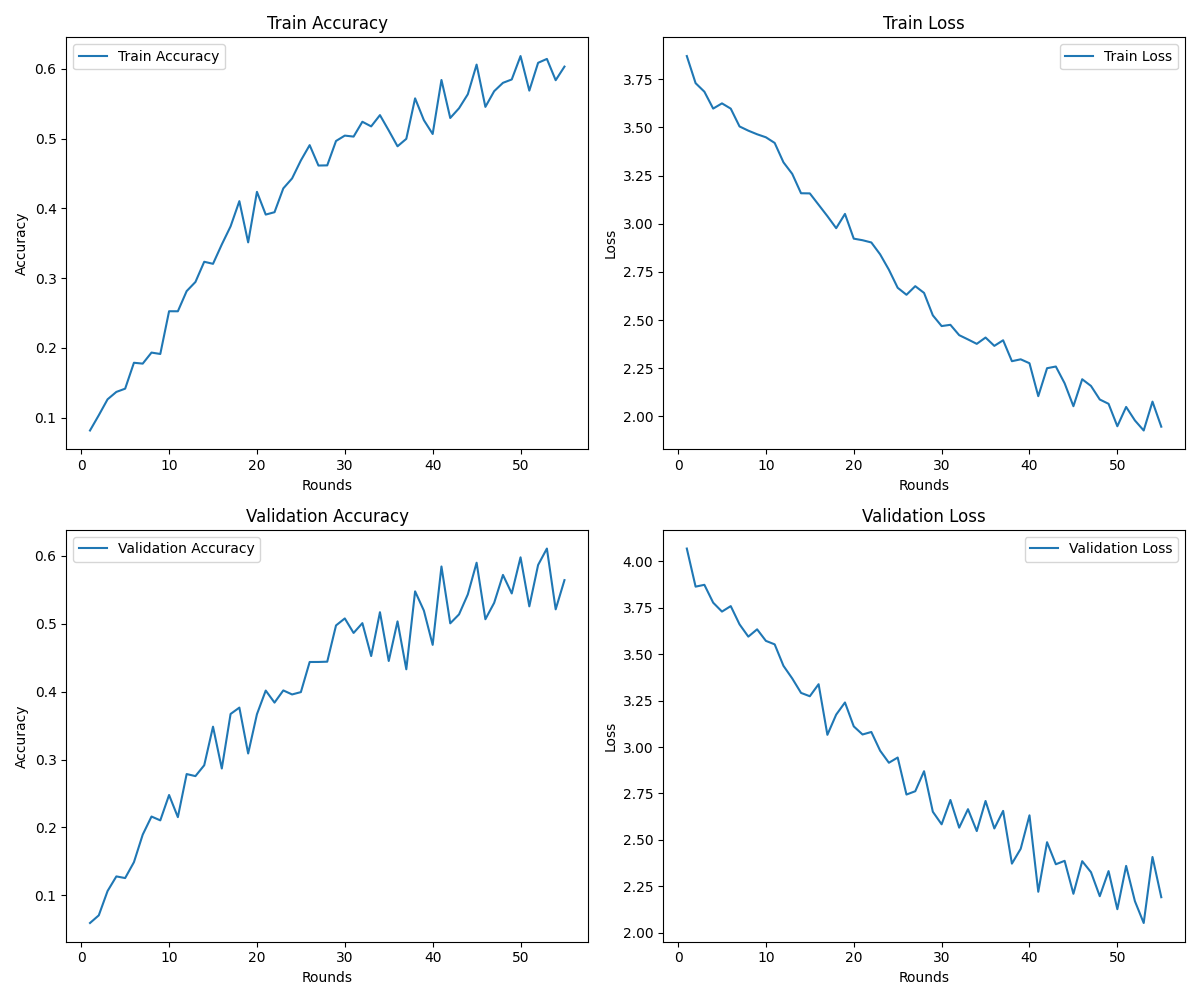 Train Accuracy
Train Accuracy
0.6
0.5
0.4
0.3
0.2
0.1
Accuracy
0 10 20 30 40 50
Rounds
Train Loss
Train Loss
3.75
3.50
3.25
3.00
2.75
2.50
2.25
2.00
Loss
0 10 20 30 40 50
Rounds
Validation Accuracy
Validation Accuracy
0.6
0.5
0.4
0.3
0.2
0.1
Accuracy
0 10 20 30 40 50
Rounds
Validation Loss
Validation Loss
4.00
3.75
3.50
3.25
3.00
2.75
2.50
2.25
2.00
Loss
0 10 20 30 40 50
Rounds